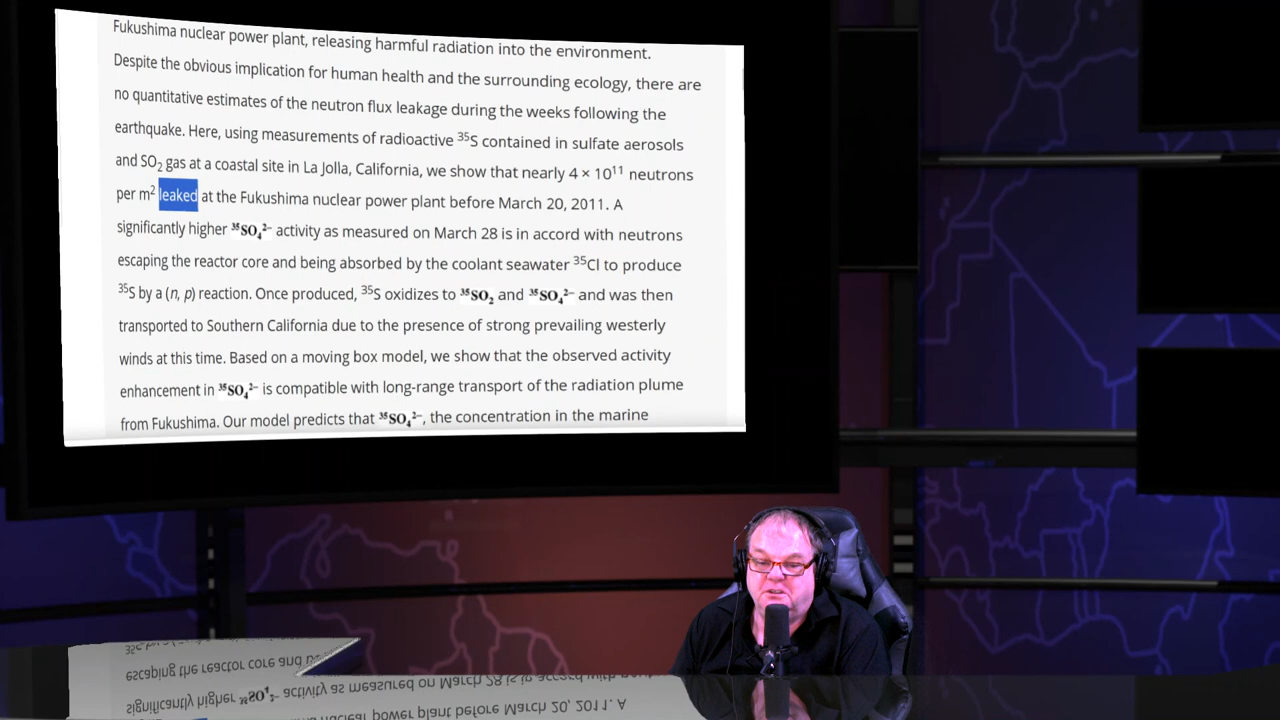 Fukushima nuclear power plant, releasing harmful radiation into the environment.
Despite the obvious implication for human health and the surrounding ecology, there are
no quantitative estimates of the neutron flux leakage during the weeks following the
earthquake. Here, using measurements of radioactive ³⁵S contained in sulfate aerosols
and SO₂ gas at a coastal site in La Jolla, California, we show that nearly 4 × 10¹¹ neutrons
per m² leaked at the Fukushima nuclear power plant before March 20, 2011. A
significantly higher ³⁵SO₄²⁻ activity as measured on March 28 is in accord with neutrons
escaping the reactor core and being absorbed by the coolant seawater ³⁵Cl to produce
³⁵S by a (n, p) reaction. Once produced, ³⁵S oxidizes to ³⁵SO₂ and ³⁵SO₄²⁻ and was then
transported to Southern California due to the presence of strong prevailing westerly
winds at this time. Based on a moving box model, we show that the observed activity
enhancement in ³⁵SO₄²⁻ is compatible with long-range transport of the radiation plume
from Fukushima. Our model predicts that ³⁵SO₄²⁻, the concentration in the marine